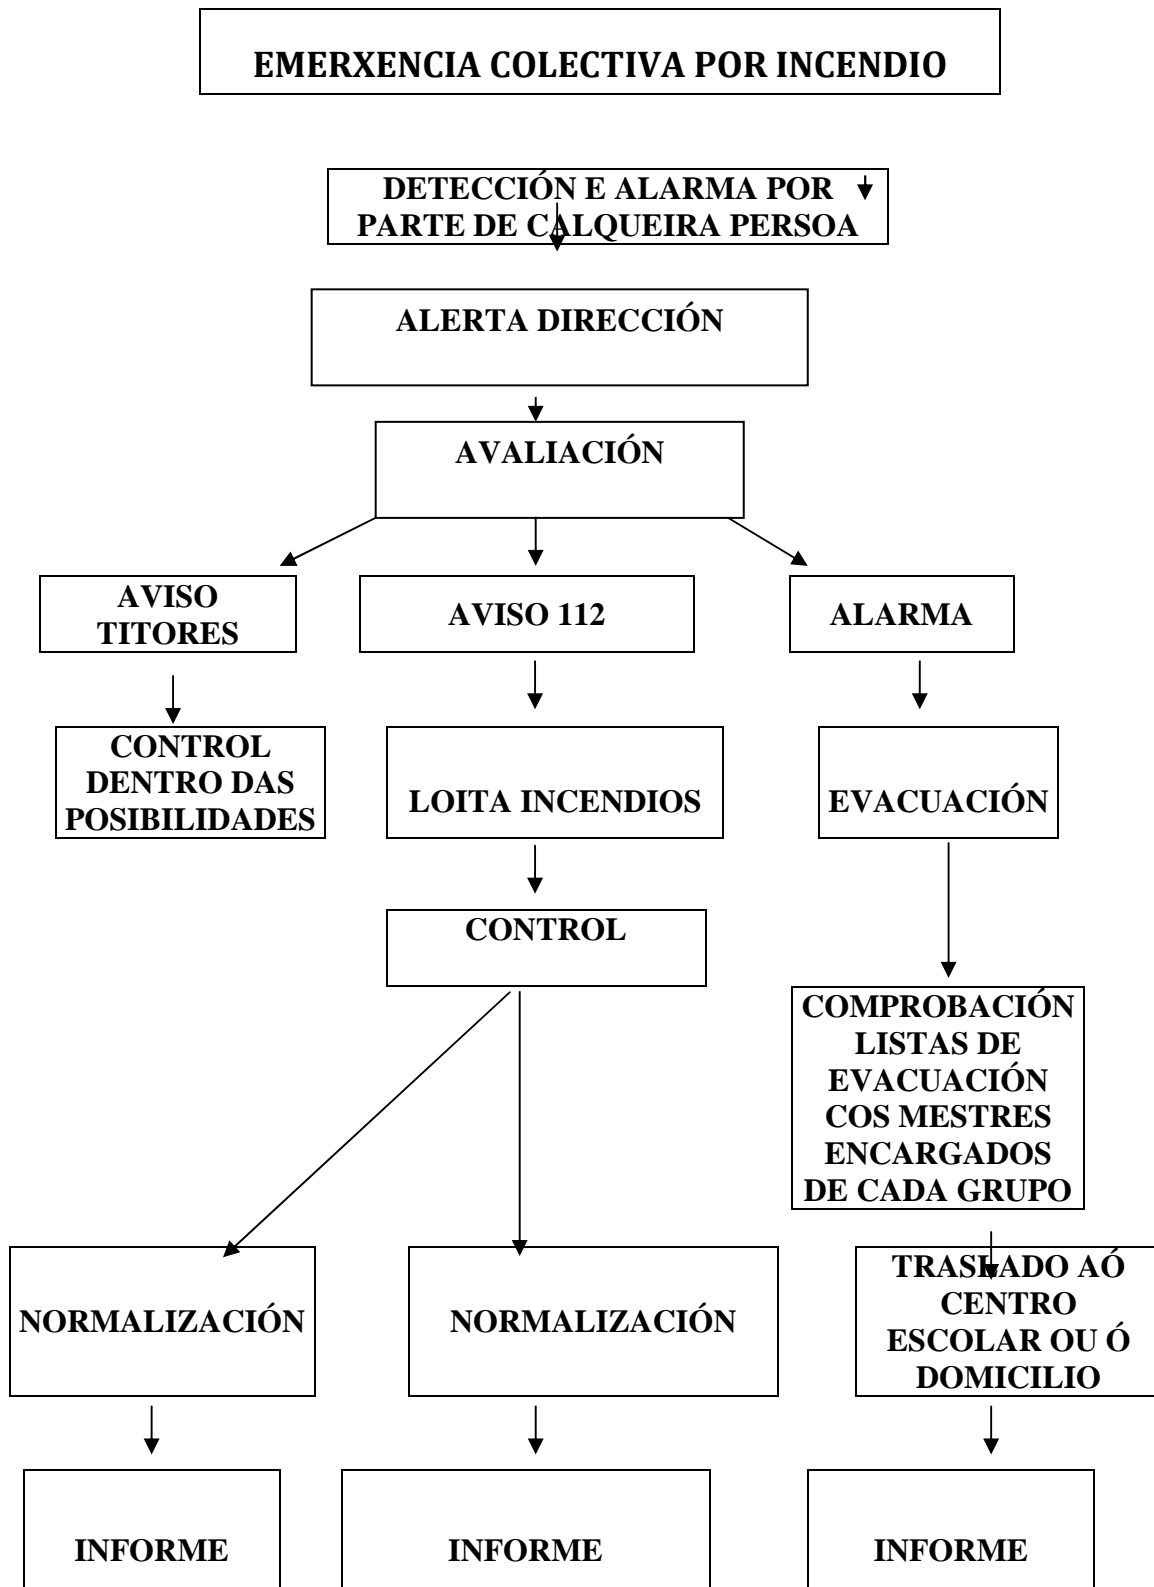 EMERXENCIA COLECTIVA POR INCENDIO
DETECCIÓN E ALARMA POR
PARTE DE CALQUEIRA PERSOA
ALERTA DIRECCIÓN
AVALIACIÓN
AVISO
TITORES
AVISO 112
ALARMA
CONTROL
DENTRO DAS
POSIBILIDADES
LOITA INCENDIOS
EVACUACIÓN
CONTROL
COMPROBACIÓN
LISTAS DE
EVACUACIÓN
COS MESTRES
ENCARGADOS
DE CADA GRUPO
NORMALIZACIÓN
NORMALIZACIÓN
TRASLADO AÓ
CENTRO
ESCOLAR OU Ó
DOMICILIO
INFORME
INFORME
INFORME